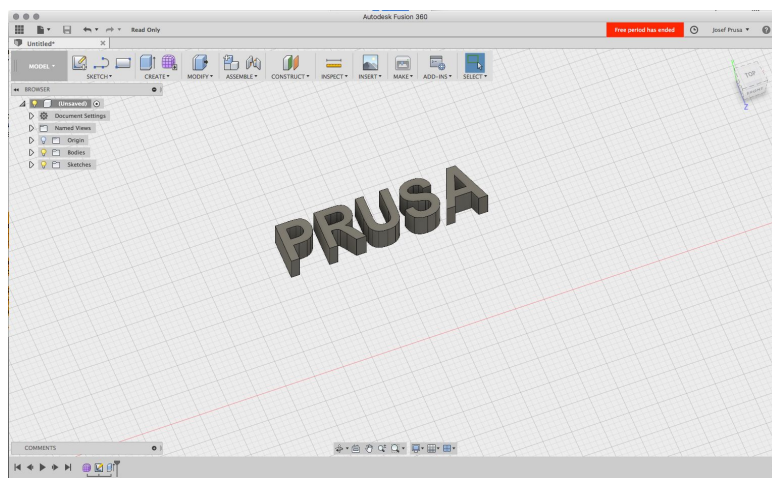 Autodesk Fusion 360
Read Only
Free period has ended
Josef Prusa
Untitled*
MODEL
SKETCH
CREATE
MODIFY
ASSEMBLE
CONSTRUCT
INSPECT
INSERT
MAKE
ADD-INS
SELECT
BROWSER
(Unsaved)
Document Settings
Named Views
Origin
Bodies
Sketches
TOP
FRONT
Z
PRUSA
COMMENTS